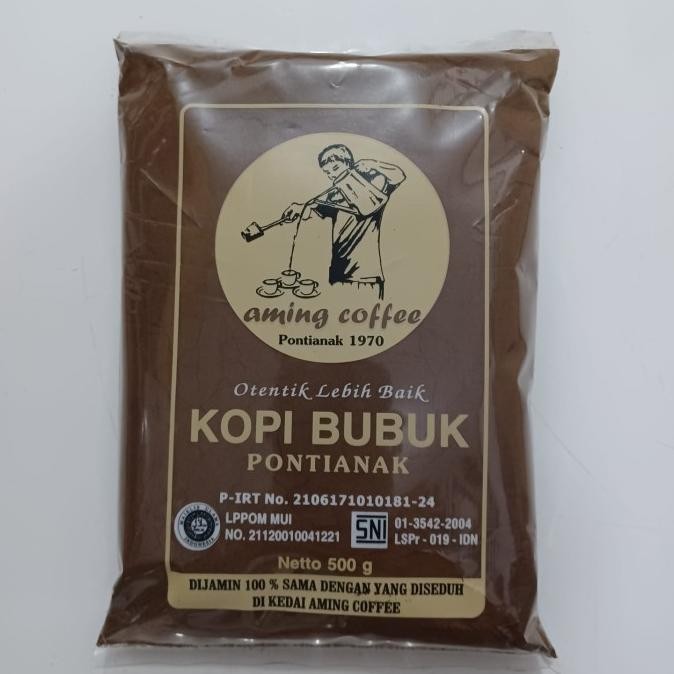 aming coffee
Pontianak 1970
Otentik Lebih Baik
KOPI BUBUK
PONTIANAK
P-IRT No. 2106171010181-24
LPPOM MUI
NO. 21120010041221
SNI
01-3542-2004
LSPr - 019 - IDN
Netto 500 g
DIJAMIN 100 % SAMA DENGAN YANG DISEDUH
DI KEDAI AMING COFFEE